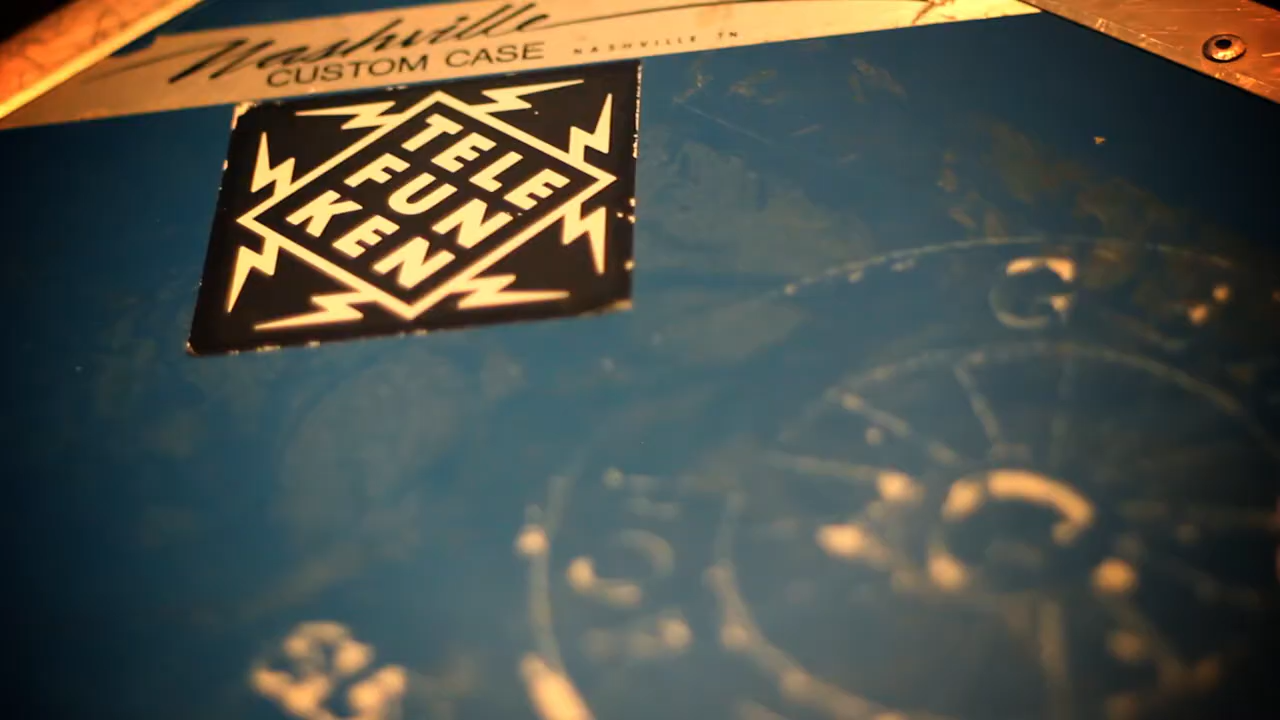 Nashville
CUSTOM CASE NASHVILLE TN
TELE
FUN
KEN